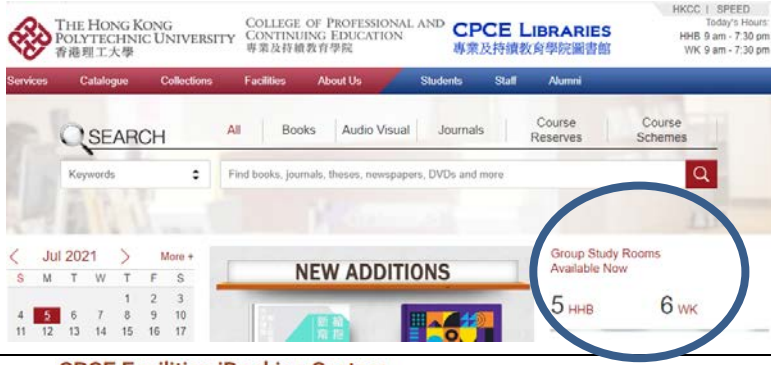 HKCC | SPEED
THE HONG KONG
POLYTECHNIC UNIVERSITY
香港理工大學
COLLEGE OF PROFESSIONAL AND
CONTINUING EDUCATION
專業及持續教育學院
CPCE LIBRARIES
專業及持續教育學院圖書館
Today's Hours:
HHB 9 am - 7:30 pm
WK 9 am - 7:30 pm
Services Catalogue Collections Facilities About Us Students Staff Alumni
SEARCH
All Books Audio Visual Journals Course Reserves Course Schemes
Keywords Find books, journals, theses, newspapers, DVDs and more
Jul 2021 More +
S M T W T F S
1 2 3
4 5 6 7 8 9 10
11 12 13 14 15 16 17
NEW ADDITIONS
Group Study Rooms
Available Now
5 HHB 6 WK